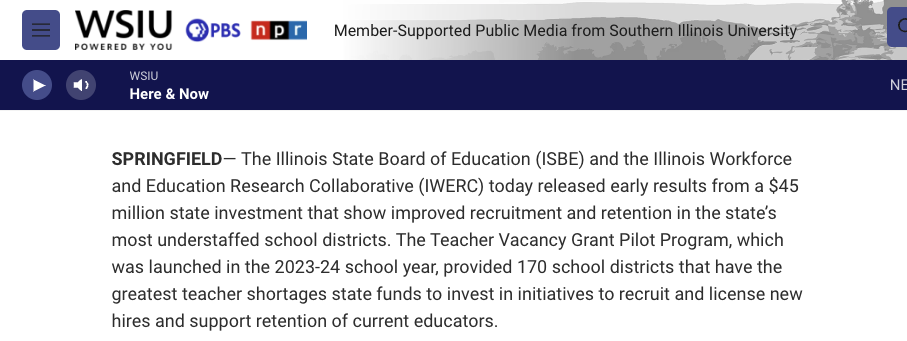 WSIU
POWERED BY YOU
PBS
npr
Member-Supported Public Media from Southern Illinois University
WSIU
Here & Now
NE
SPRINGFIELD— The Illinois State Board of Education (ISBE) and the Illinois Workforce
and Education Research Collaborative (IWERC) today released early results from a $45
million state investment that show improved recruitment and retention in the state’s
most understaffed school districts. The Teacher Vacancy Grant Pilot Program, which
was launched in the 2023-24 school year, provided 170 school districts that have the
greatest teacher shortages state funds to invest in initiatives to recruit and license new
hires and support retention of current educators.